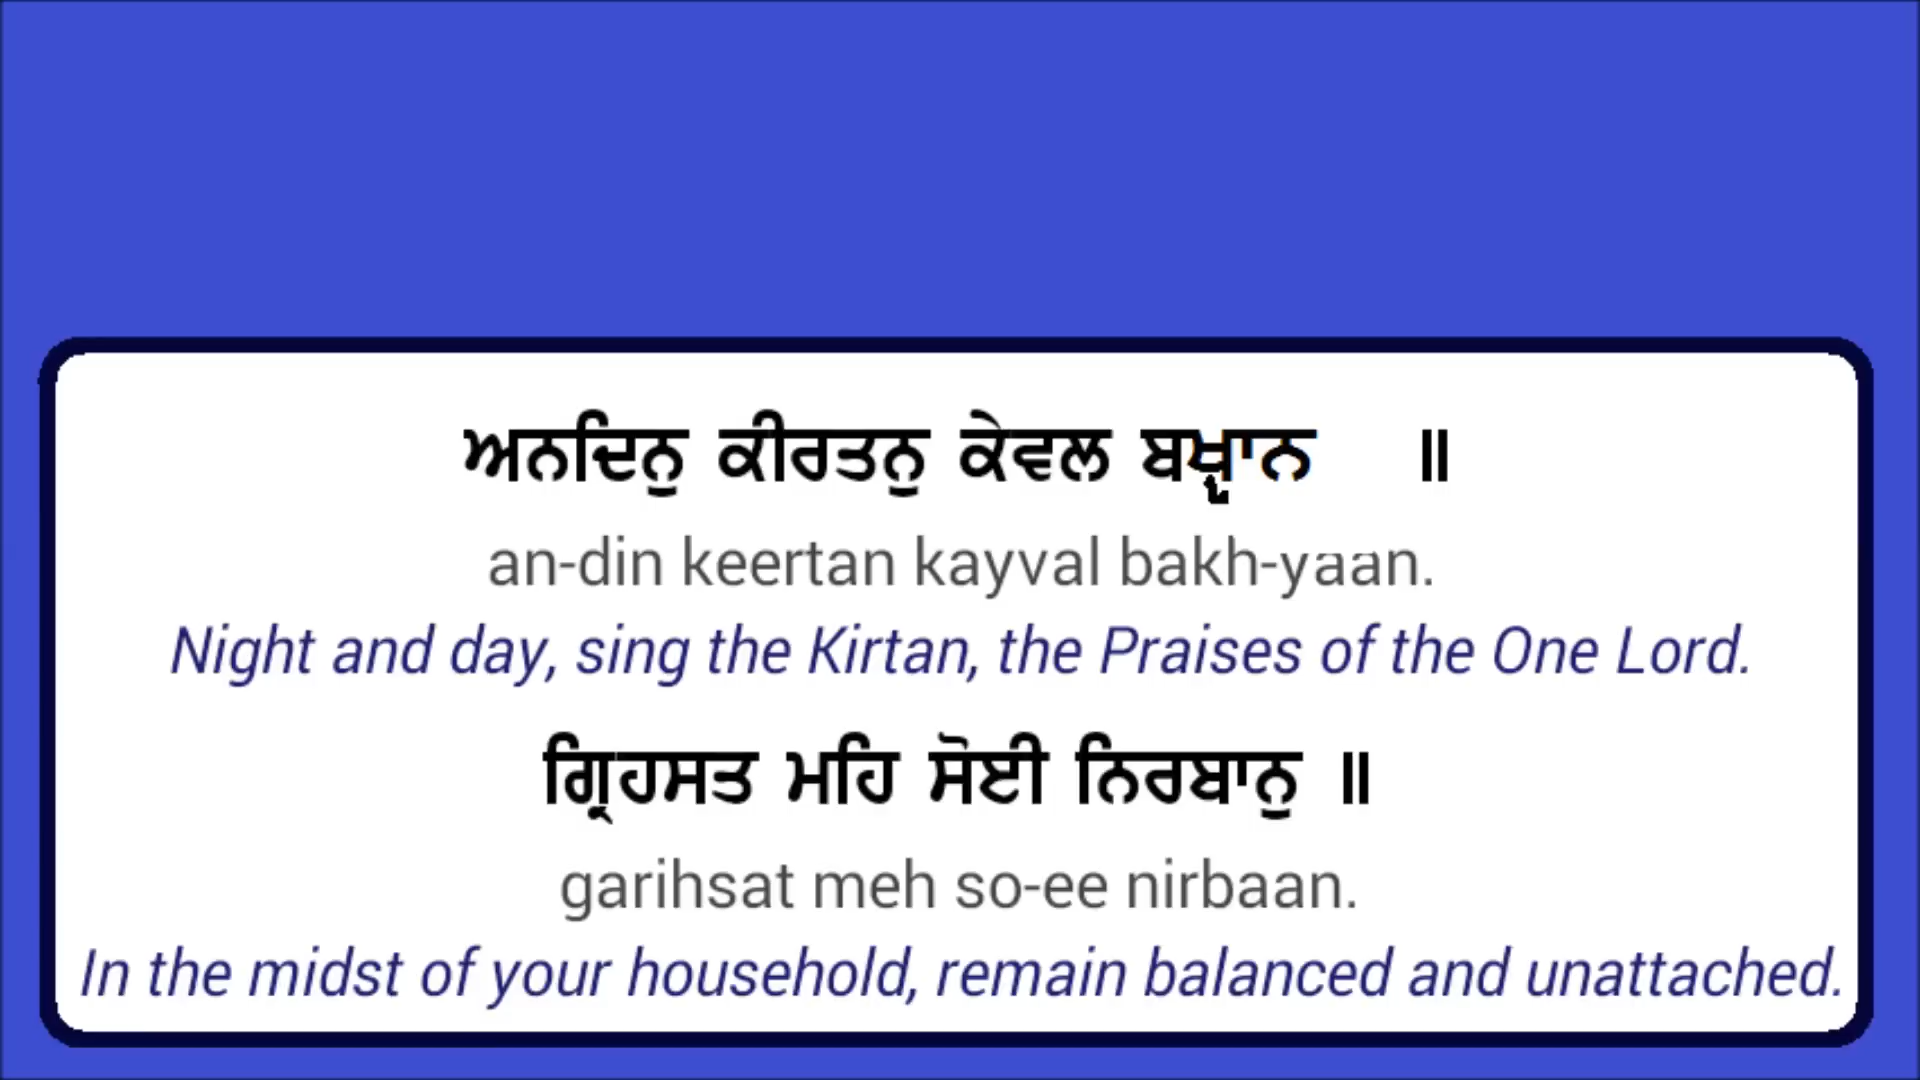 ਅਨਦਿਨੁ ਕੀਰਤਨੁ ਕੇਵਲ ਬਖ੍ਯ੍ਯਾਨ ॥
an-din keertan kayval bakh-yaan.
Night and day, sing the Kirtan, the Praises of the One Lord.
ਗ੍ਰਿਹਸਤ ਮਹਿ ਸੋਈ ਨਿਰਬਾਨੁ ॥
garihsat meh so-ee nirbaan.
In the midst of your household, remain balanced and unattached.